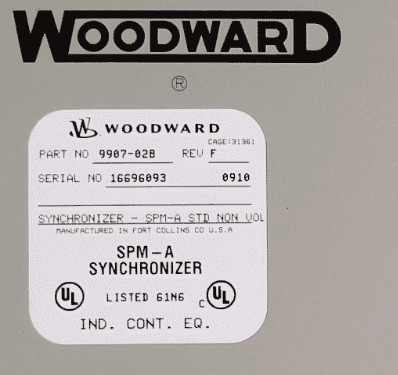 WOODWARD
®
WOODWARD
CAGE:31361
PART NO 9907-028 REV F
SERIAL NO 16696093 0910
SYNCHRONIZER - SPM-A STD NON VOL
MANUFACTURED IN FORT COLLINS CO U.S.A
SPM-A
SYNCHRONIZER
UL LISTED 61N6 C UL
IND. CONT. EQ.